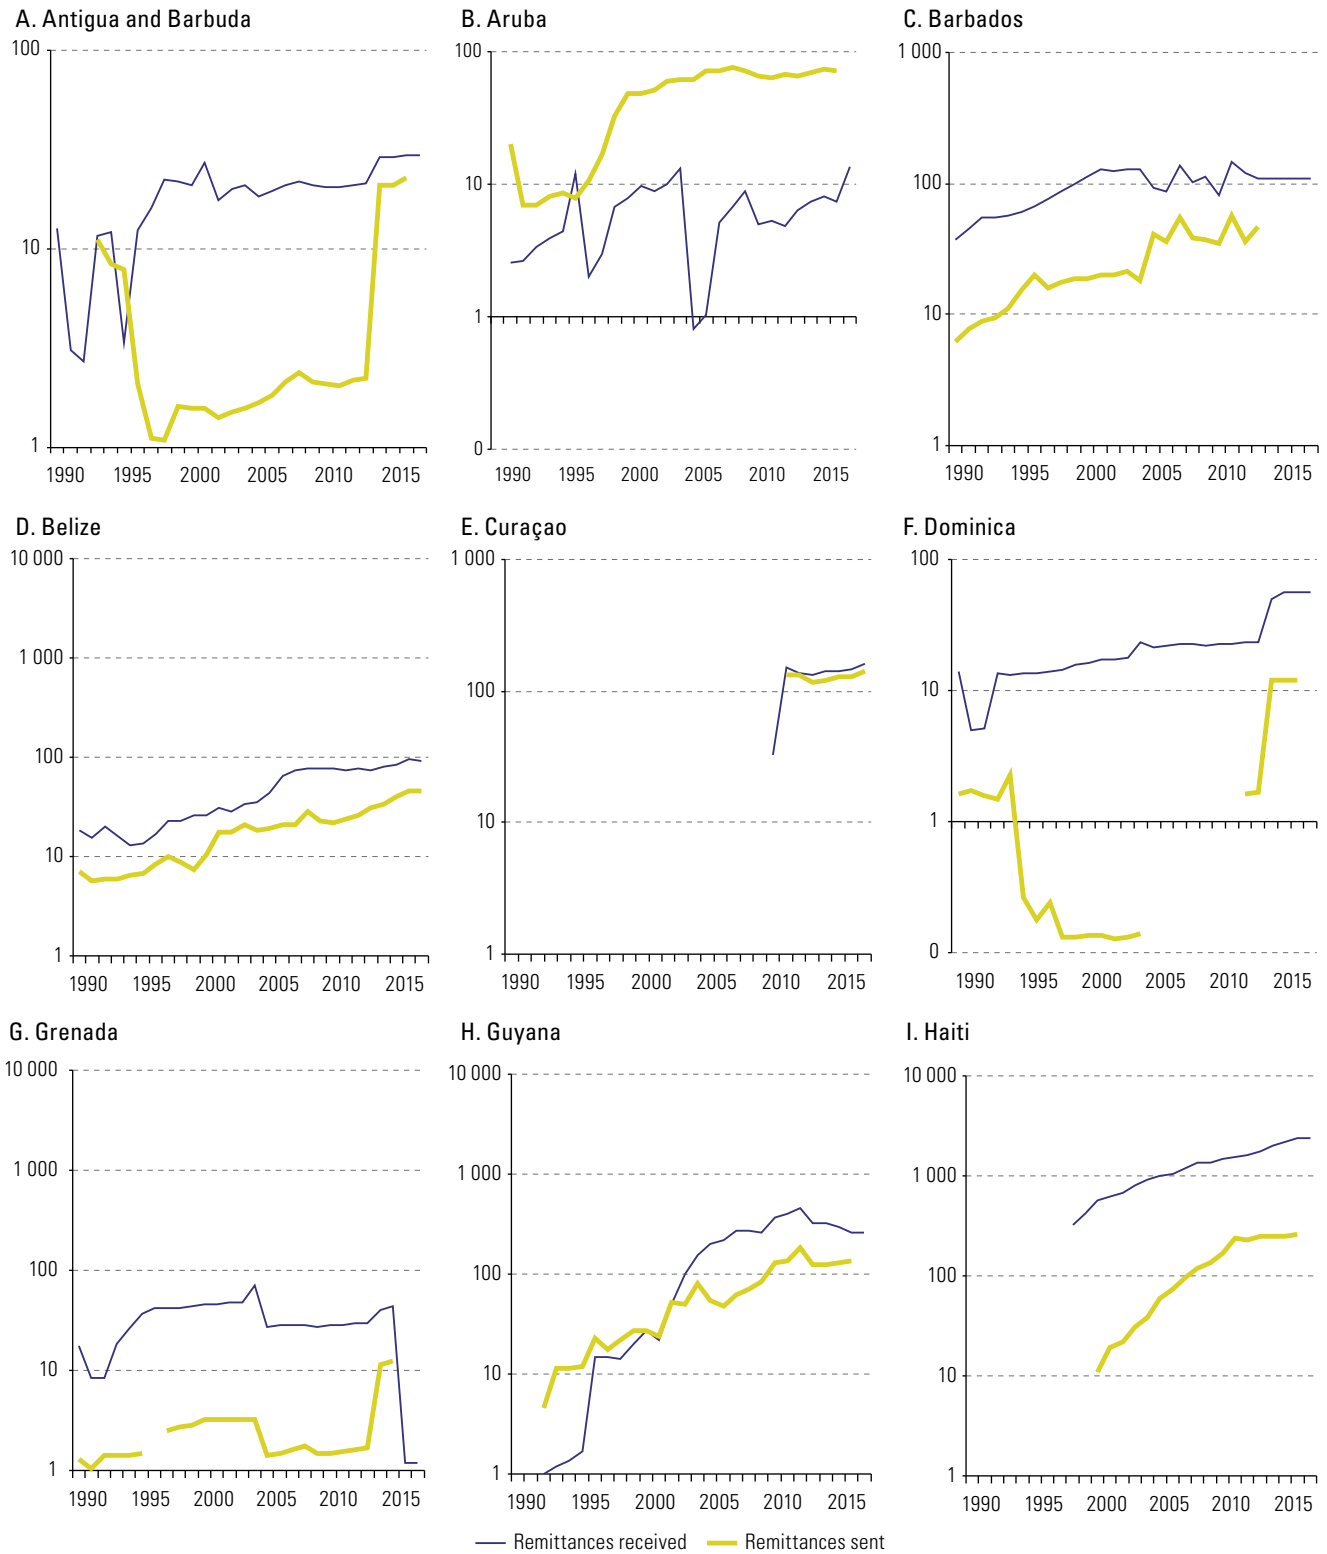 A. Antigua and Barbuda
100
10
1
1990 1995 2000 2005 2010 2015
B. Aruba
100
10
1
0
1990 1995 2000 2005 2010 2015
C. Barbados
1 000
100
10
1
1990 1995 2000 2005 2010 2015
D. Belize
10 000
1 000
100
10
1
1990 1995 2000 2005 2010 2015
E. Curaçao
1 000
100
10
1
1990 1995 2000 2005 2010 2015
F. Dominica
100
10
1
0
1990 1995 2000 2005 2010 2015
G. Grenada
10 000
1 000
100
10
1
1990 1995 2000 2005 2010 2015
H. Guyana
10 000
1 000
100
10
1
1990 1995 2000 2005 2010 2015
I. Haiti
10 000
1 000
100
10
1
1990 1995 2000 2005 2010 2015
Remittances received Remittances sent